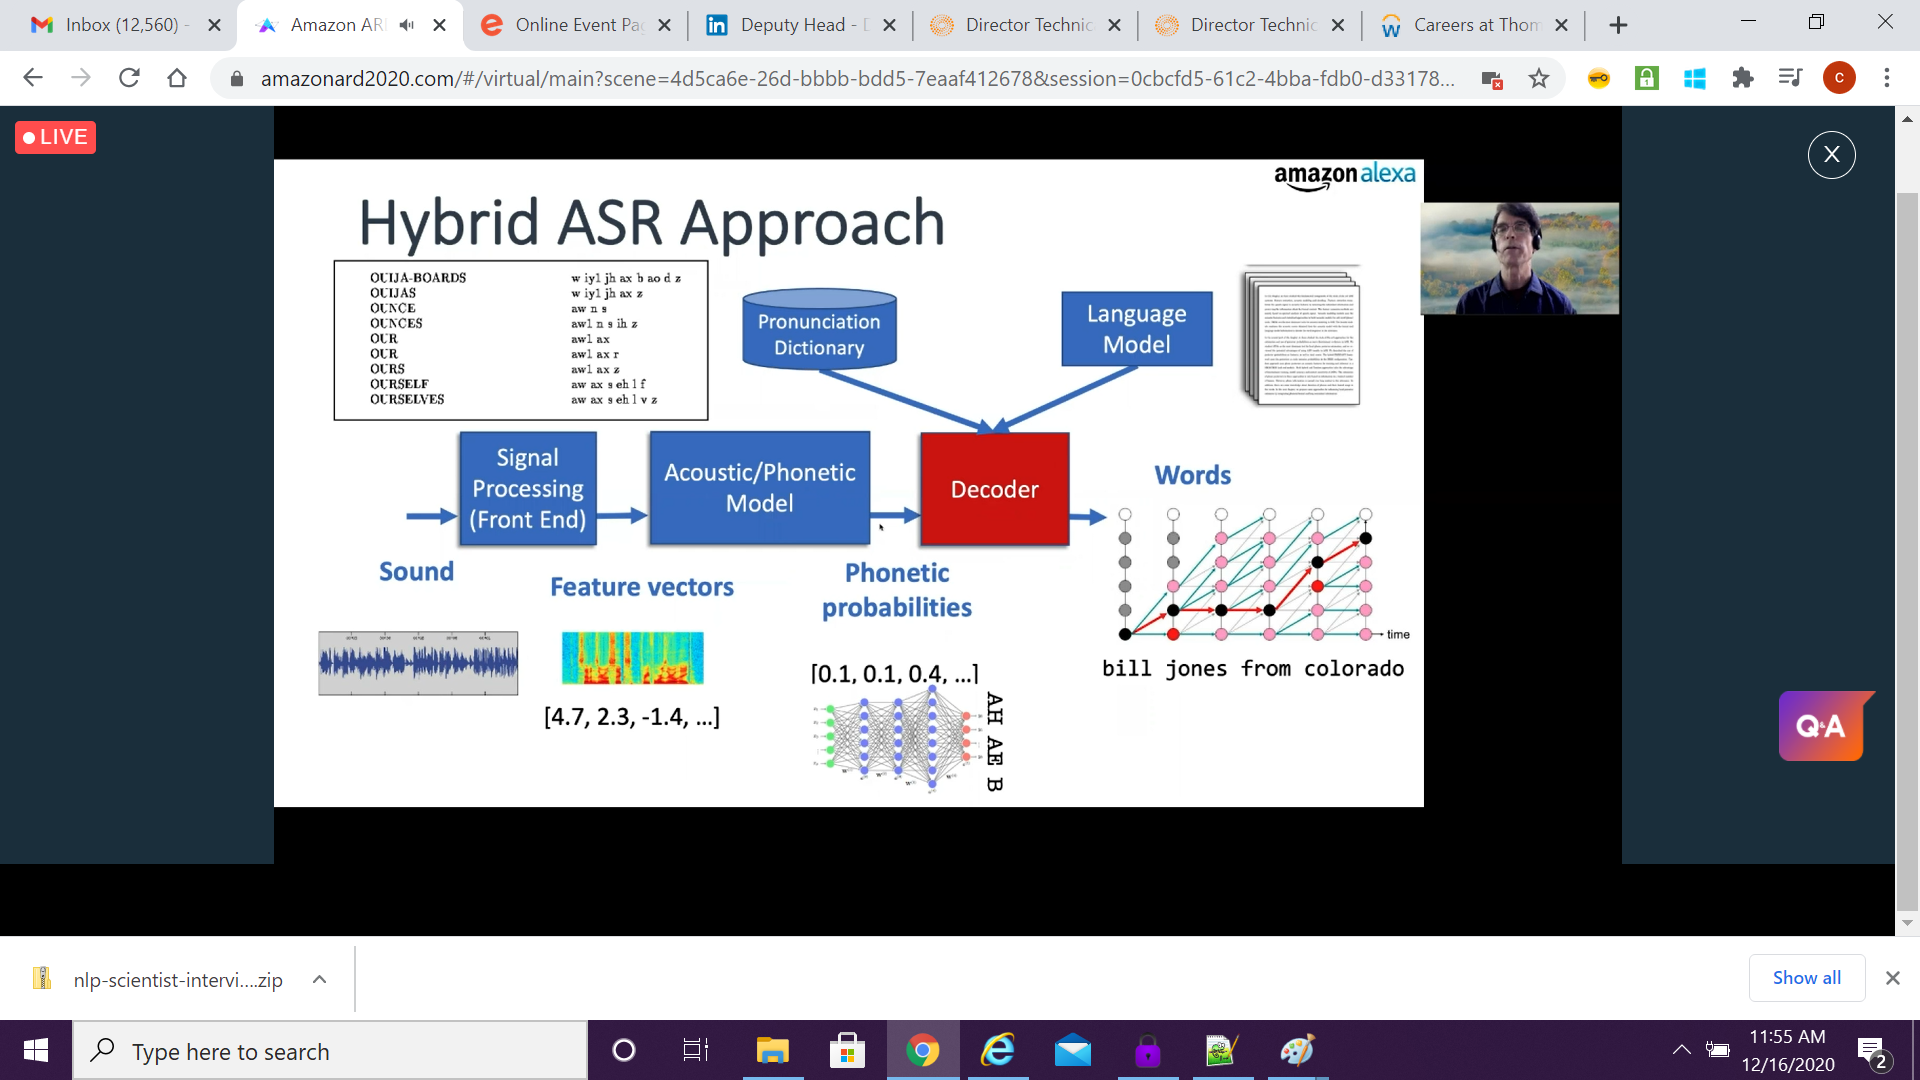 Inbox (12,560) -
Amazon AR
Online Event Pa
Deputy Head - D
Director Technic
Director Technic
Careers at Thom
amazonard2020.com/#/virtual/main?scene=4d5ca6e-26d-bbbb-bdd5-7eaaf412678&session=0cbcfd5-61c2-4bba-fdb0-d33178...
c
LIVE
X
amazon alexa
Hybrid ASR Approach
OUIJA-BOARDS w iy1 jh ax b ao d z
OUIJAS w iy1 jh ax z
OUNCE aw n s
OUNCES aw1 n s ih z
OUR aw1 ax
OUR aw1 ax r
OURS aw1 ax z
OURSELF aw ax s eh l f
OURSELVES aw ax s eh l v z
Pronunciation
Dictionary
Language
Model
Signal
Processing
(Front End)
Acoustic/Phonetic
Model
Decoder
Words
Sound
Feature vectors
Phonetic
probabilities
[4.7, 2.3, -1.4, ...]
[0.1, 0.1, 0.4, ...]
AH AE B
time
bill jones from colorado
Q&A
nlp-scientist-intervi....zip
Show all
Type here to search
11:55 AM
12/16/2020
2